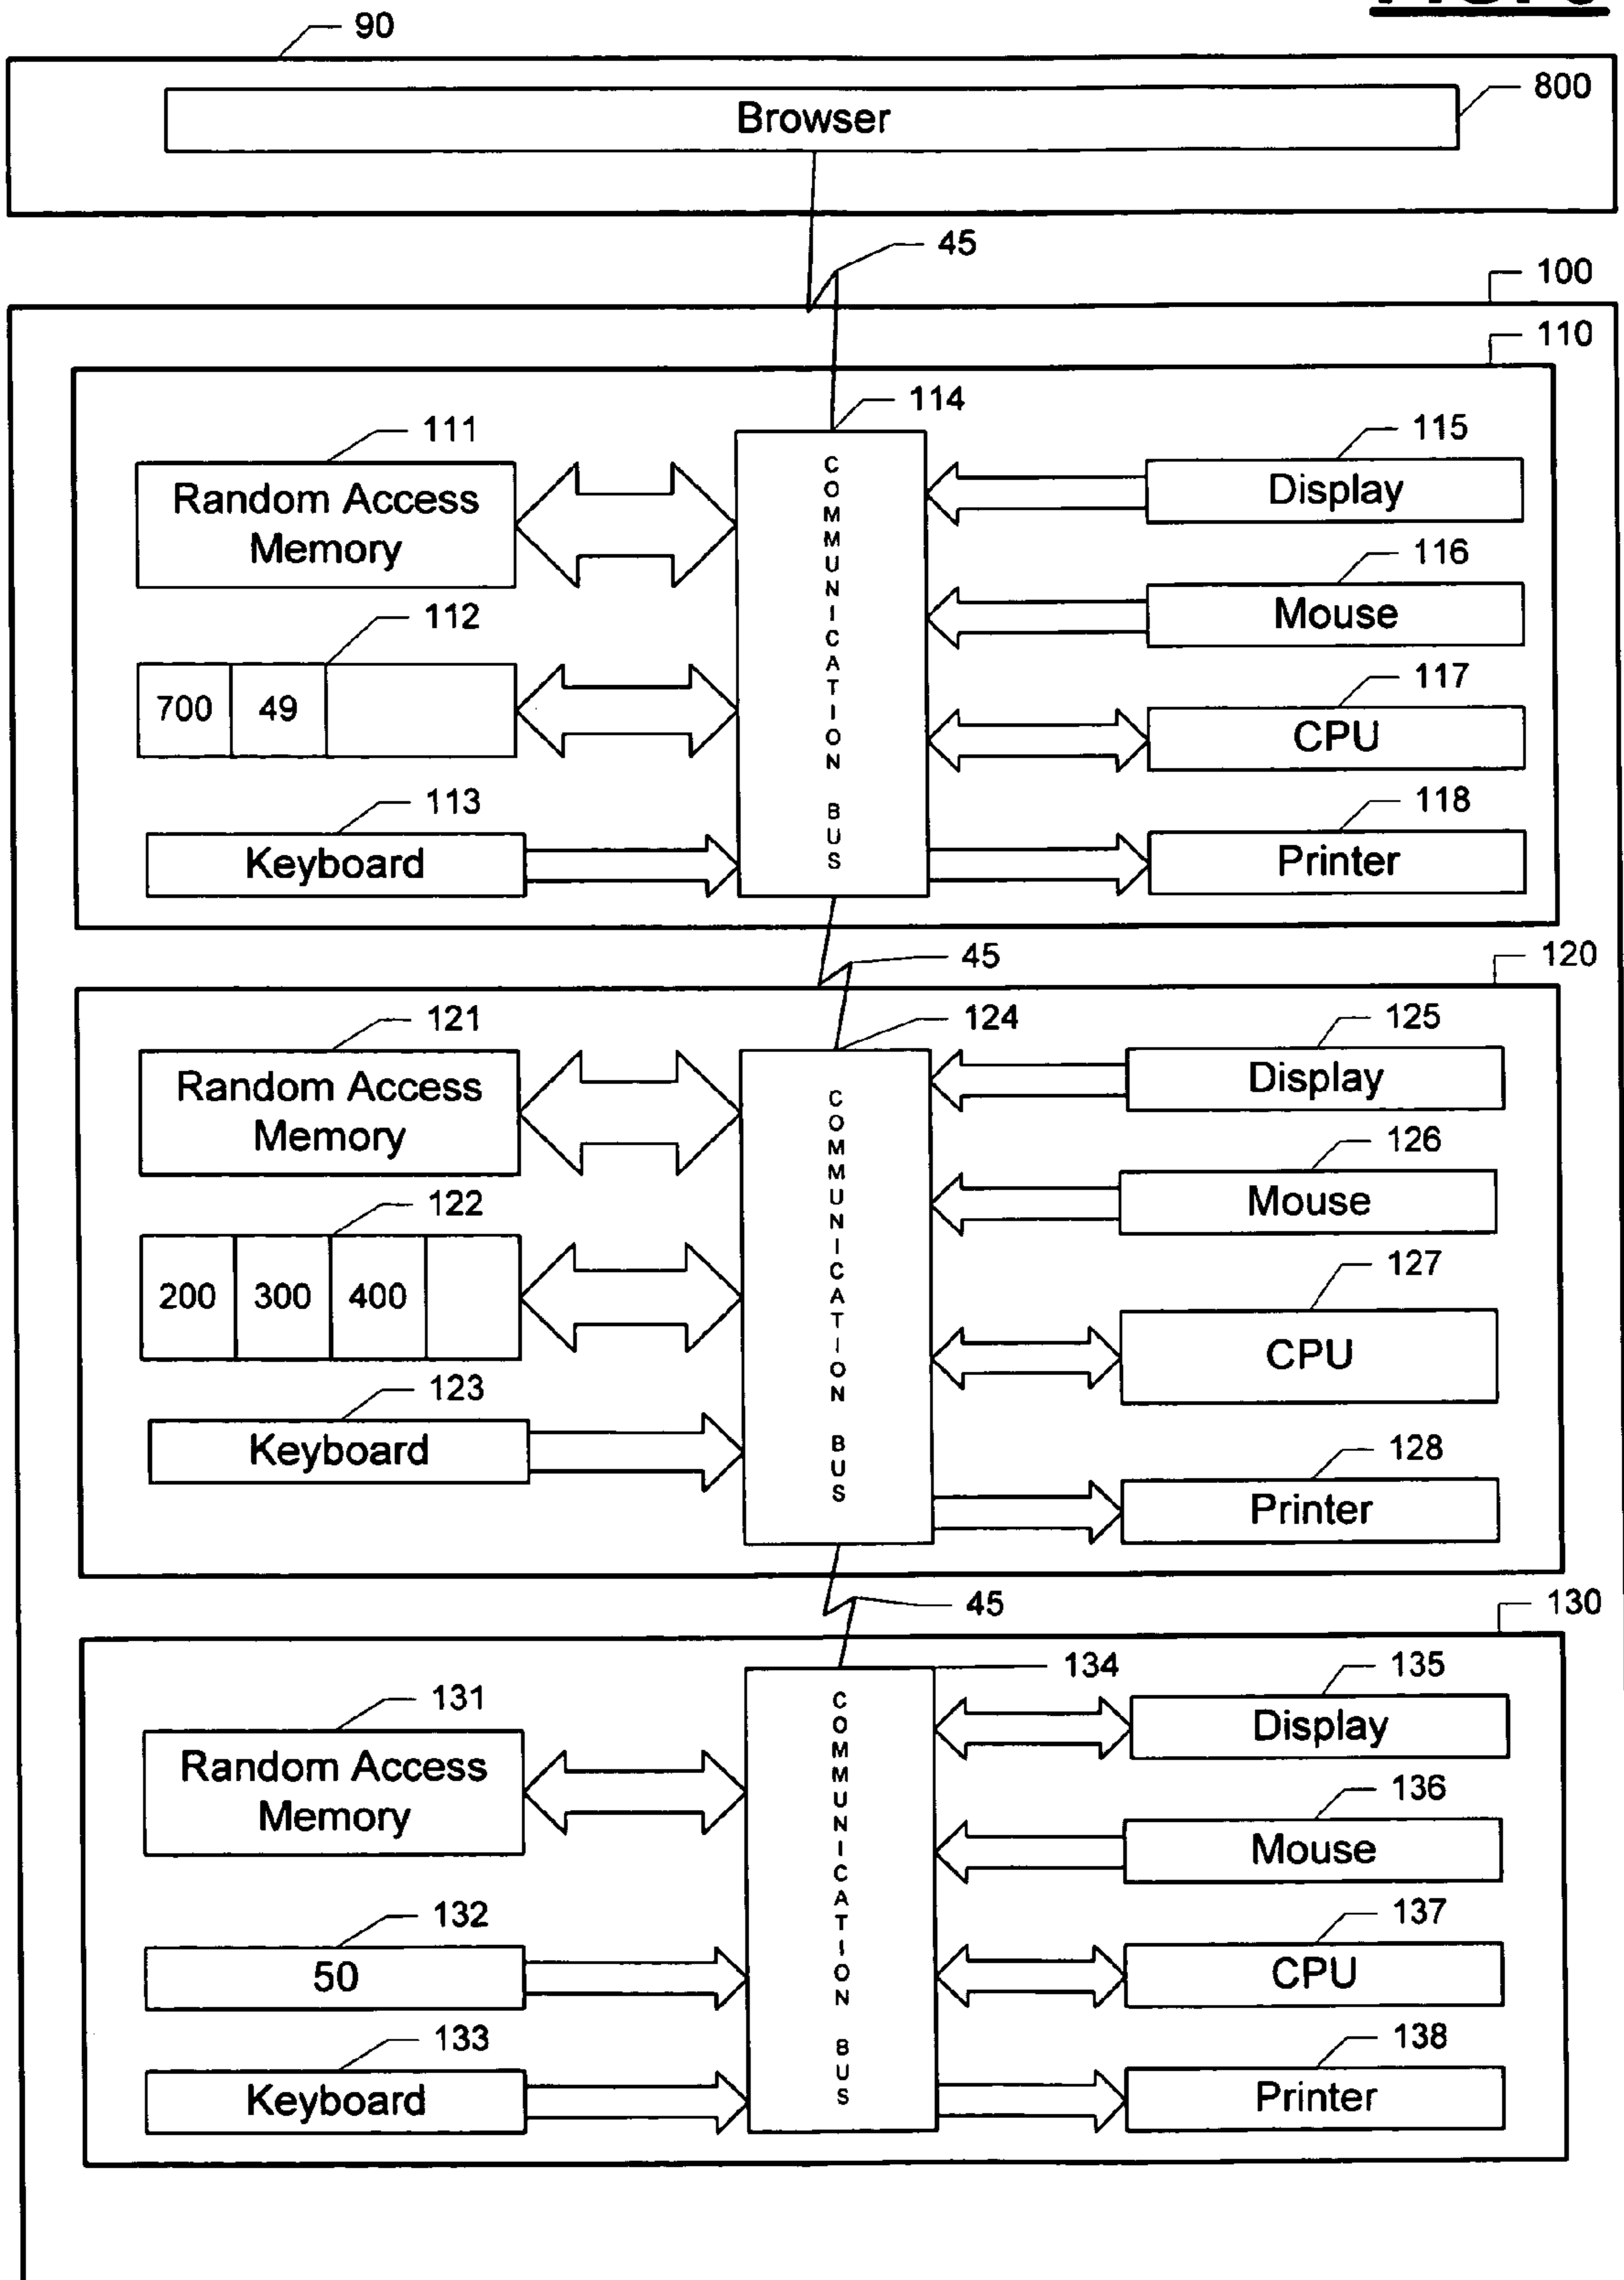 90
800
Browser
45
100
110
114
111
115
Random Access
Memory
Display
116
Mouse
112
117
700 49
CPU
113
118
Keyboard
Printer
COMMUNICATION BUS
45
120
121
124
125
Random Access
Memory
Display
126
Mouse
122
127
200 300 400
CPU
123
Keyboard
128
Printer
COMMUNICATION BUS
45
130
134
135
131
Display
Random Access
Memory
136
Mouse
132
137
50
CPU
133
138
Keyboard
Printer
COMMUNICATION BUS